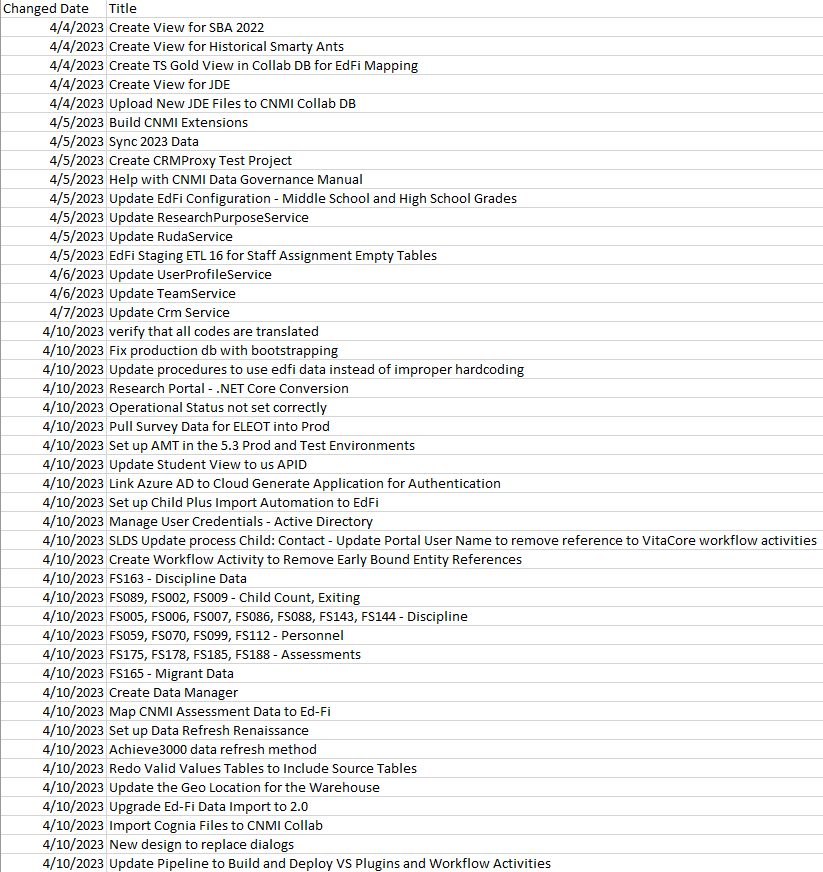 Changed Date Title
4/4/2023 Create View for SBA 2022
4/4/2023 Create View for Historical Smarty Ants
4/4/2023 Create TS Gold View in Collab DB for EdFi Mapping
4/4/2023 Create View for JDE
4/4/2023 Upload New JDE Files to CNMI Collab DB
4/5/2023 Build CNMI Extensions
4/5/2023 Sync 2023 Data
4/5/2023 Create CRMProxy Test Project
4/5/2023 Help with CNMI Data Governance Manual
4/5/2023 Update EdFi Configuration - Middle School and High School Grades
4/5/2023 Update ResearchPurposeService
4/5/2023 Update RudaService
4/5/2023 EdFi Staging ETL 16 for Staff Assignment Empty Tables
4/6/2023 Update UserProfileService
4/6/2023 Update TeamService
4/7/2023 Update Crm Service
4/10/2023 verify that all codes are translated
4/10/2023 Fix production db with bootstrapping
4/10/2023 Update procedures to use edfi data instead of improper hardcoding
4/10/2023 Research Portal - .NET Core Conversion
4/10/2023 Operational Status not set correctly
4/10/2023 Pull Survey Data for ELEOT into Prod
4/10/2023 Set up AMT in the 5.3 Prod and Test Environments
4/10/2023 Update Student View to us APID
4/10/2023 Link Azure AD to Cloud Generate Application for Authentication
4/10/2023 Set up Child Plus Import Automation to EdFi
4/10/2023 Manage User Credentials - Active Directory
4/10/2023 SLDS Update process Child: Contact - Update Portal User Name to remove reference to VitaCore workflow activities
4/10/2023 Create Workflow Activity to Remove Early Bound Entity References
4/10/2023 FS163 - Discipline Data
4/10/2023 FS089, FS002, FS009 - Child Count, Exiting
4/10/2023 FS005, FS006, FS007, FS086, FS088, FS143, FS144 - Discipline
4/10/2023 FS059, FS070, FS099, FS112 - Personnel
4/10/2023 FS175, FS178, FS185, FS188 - Assessments
4/10/2023 FS165 - Migrant Data
4/10/2023 Create Data Manager
4/10/2023 Map CNMI Assessment Data to Ed-Fi
4/10/2023 Set up Data Refresh Renaissance
4/10/2023 Achieve3000 data refresh method
4/10/2023 Redo Valid Values Tables to Include Source Tables
4/10/2023 Update the Geo Location for the Warehouse
4/10/2023 Upgrade Ed-Fi Data Import to 2.0
4/10/2023 Import Cognia Files to CNMI Collab
4/10/2023 New design to replace dialogs
4/10/2023 Update Pipeline to Build and Deploy VS Plugins and Workflow Activities